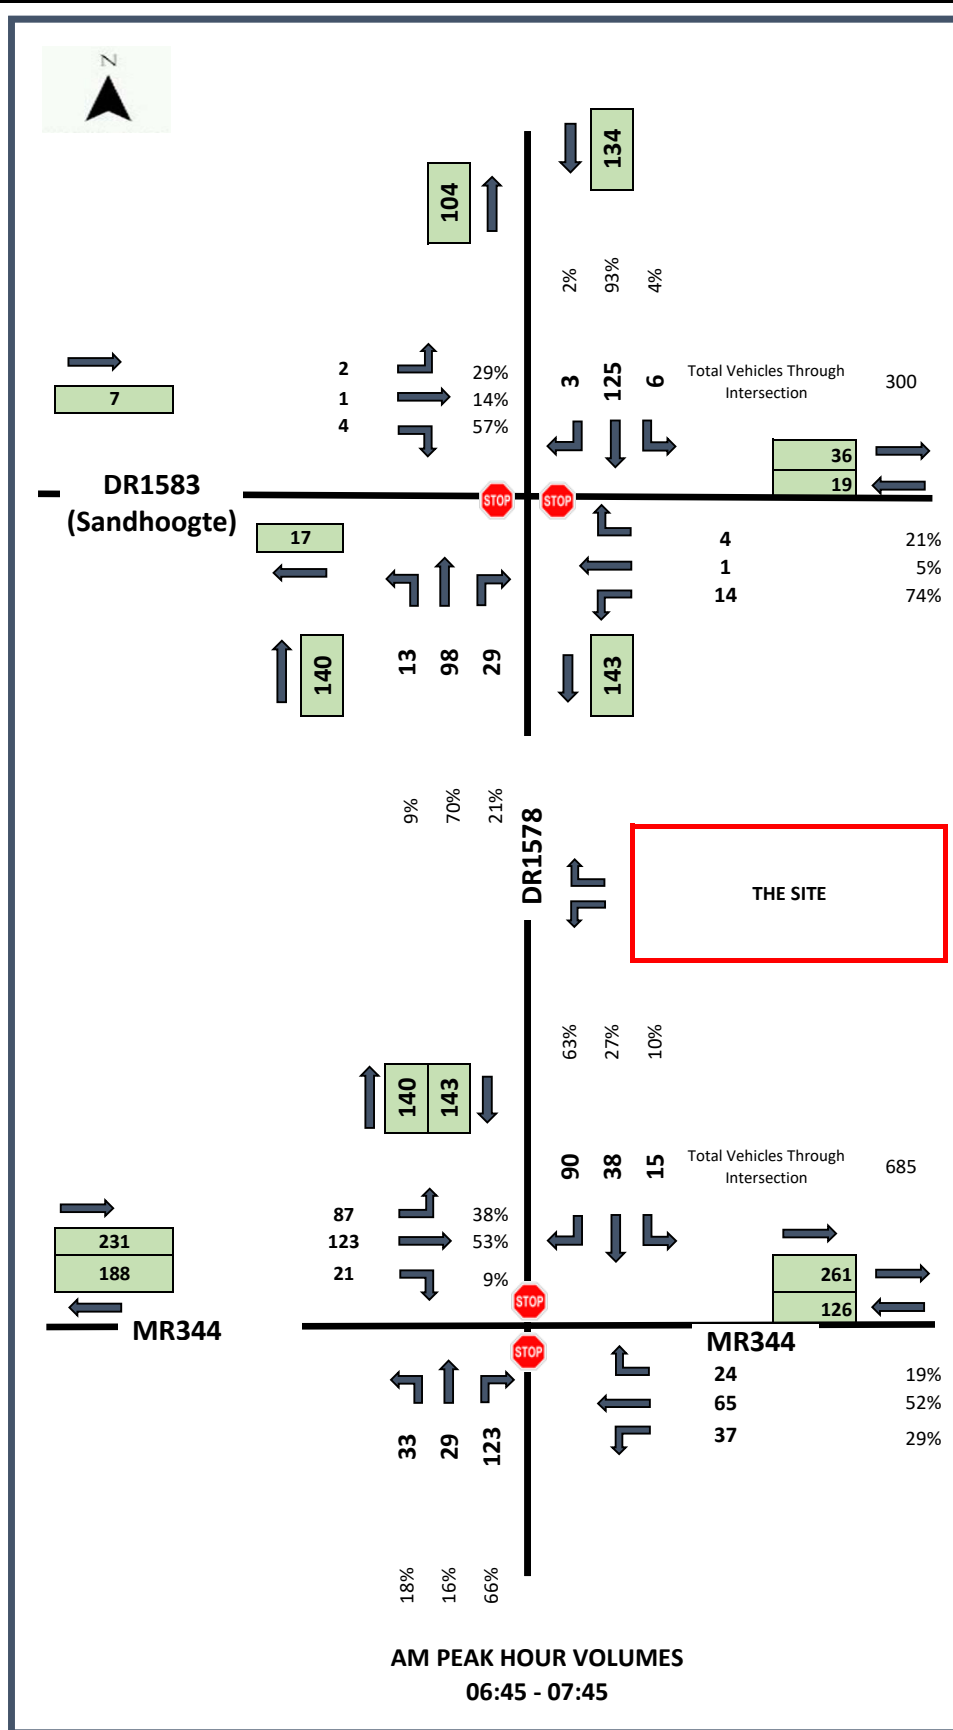 N
134
104
2% 93% 4%
2 29%
1 14%
4 57%
7
3 125 6
Total Vehicles Through
Intersection
300
36
19
DR1583
(Sandhoogte)
STOP STOP
17
4 21%
1 5%
14 74%
13 98 29
140
143
9% 70% 21%
DR1578
THE SITE
63% 27% 10%
140 143
90 38 15
Total Vehicles Through
Intersection
685
87 38%
123 53%
21 9%
231
188
261
126
STOP
MR344
MR344
STOP
24 19%
65 52%
37 29%
33 29 123
18% 16% 66%
AM PEAK HOUR VOLUMES
06:45 - 07:45